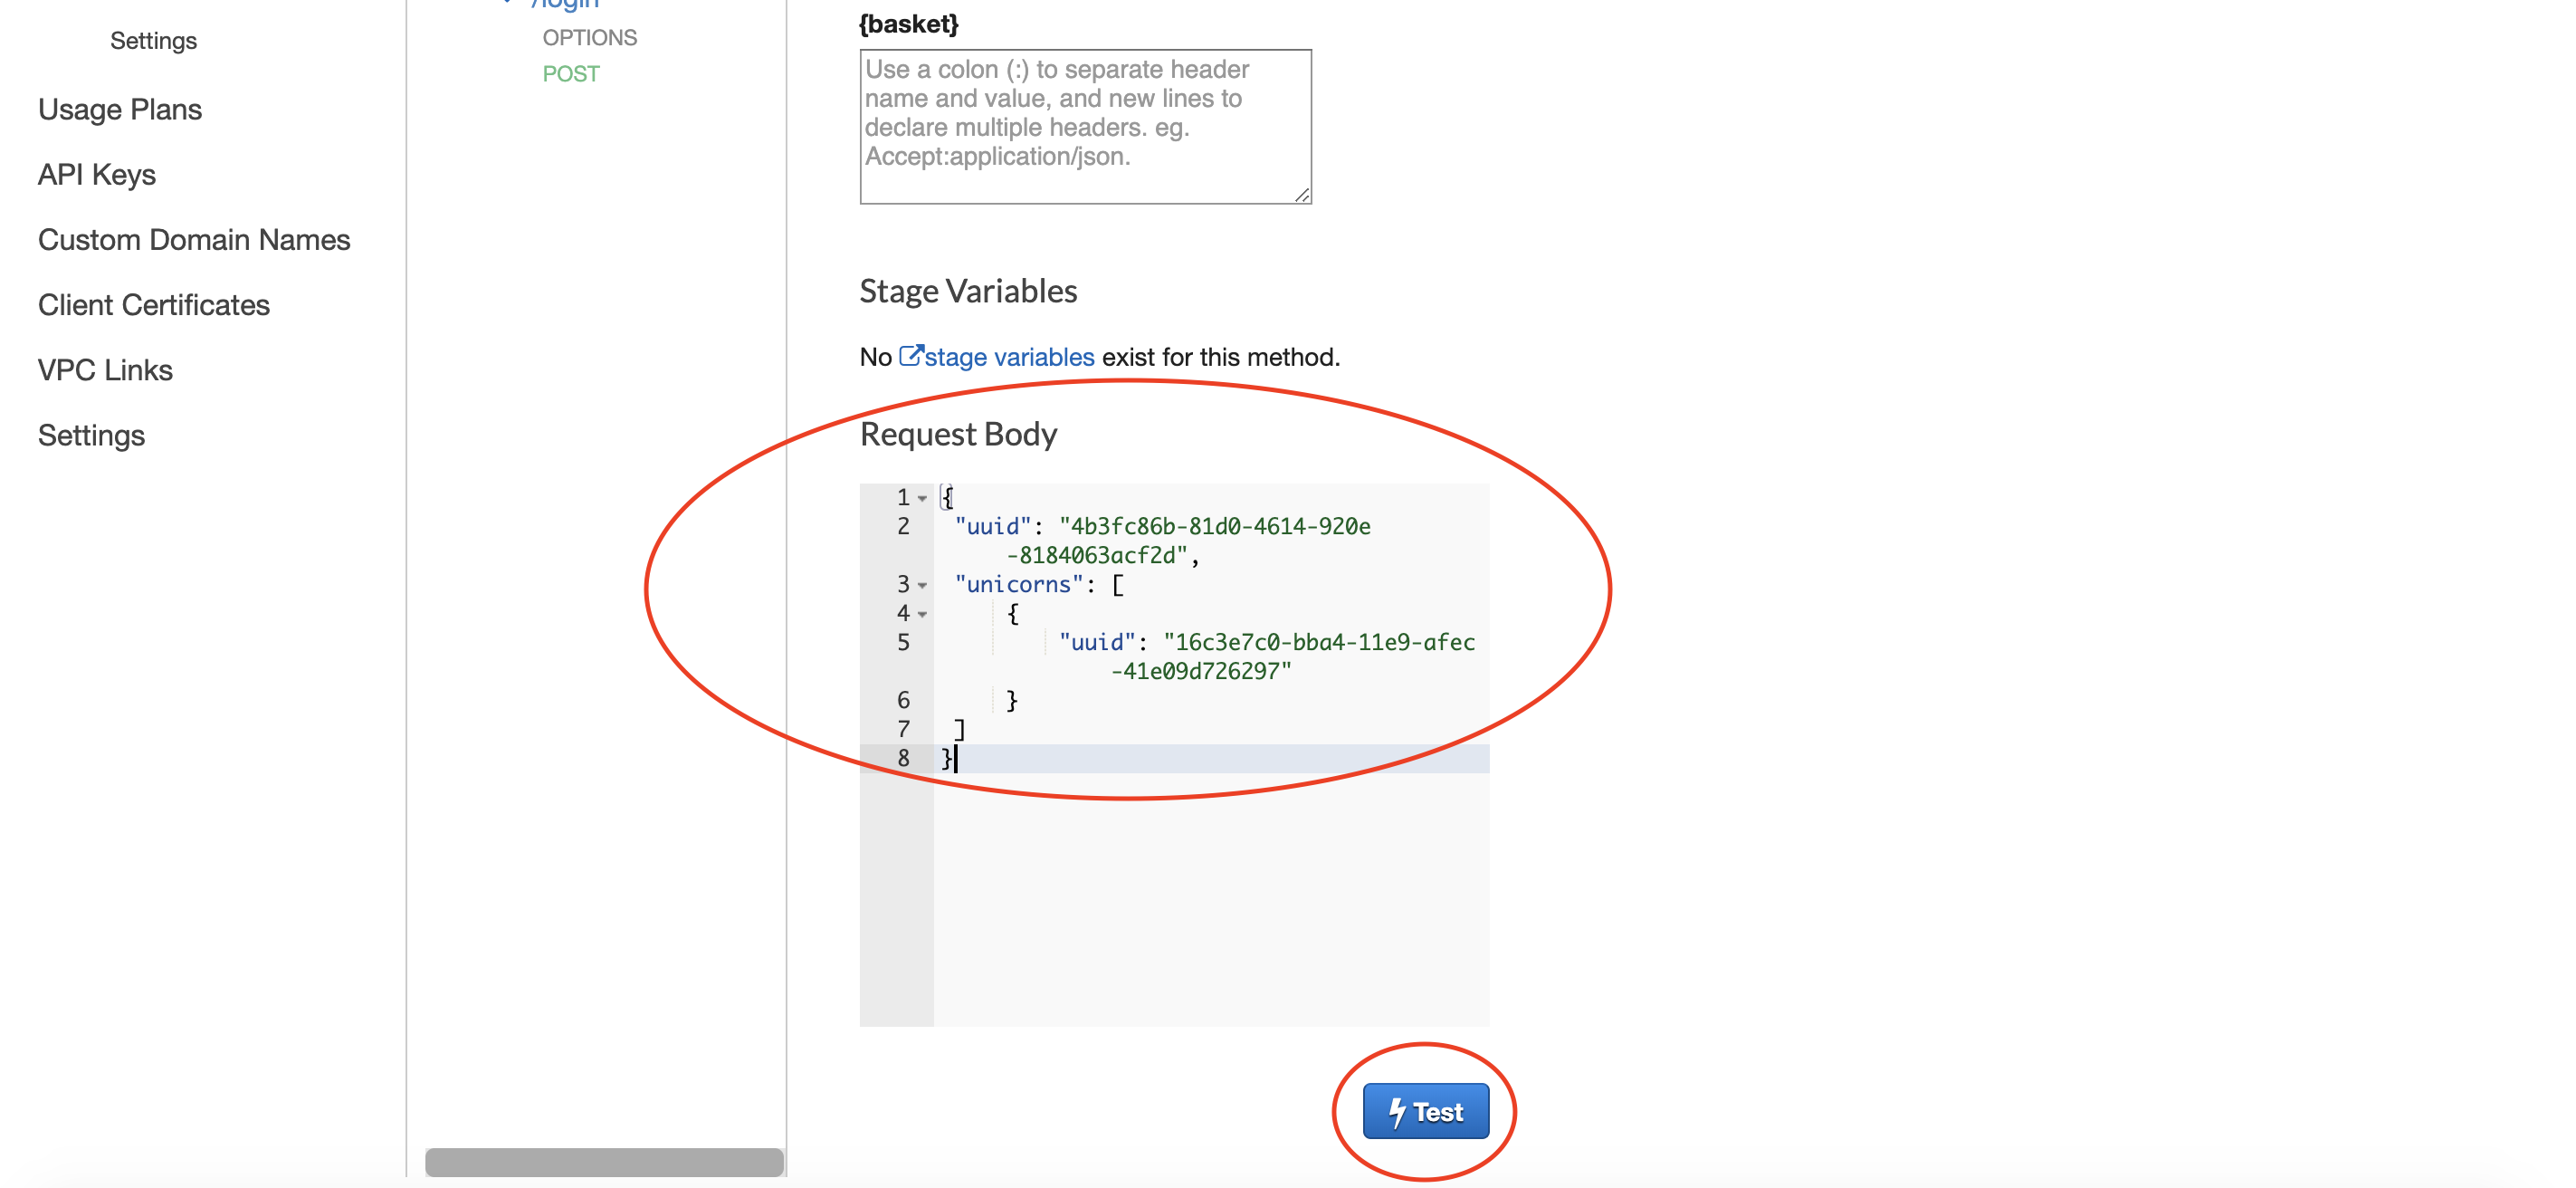 Settings
Usage Plans
API Keys
Custom Domain Names
Client Certificates
VPC Links
Settings
/login
OPTIONS
POST
{basket}
Use a colon (:) to separate header
name and value, and new lines to
declare multiple headers. eg.
Accept:application/json.
Stage Variables
No stage variables exist for this method.
Request Body
1 {
2 "uuid": "4b3fc86b-81d0-4614-920e
-8184063acf2d",
3 "unicorns": [
4 {
5 "uuid": "16c3e7c0-bba4-11e9-afec
-41e09d726297"
6 }
7 ]
8 }
Test